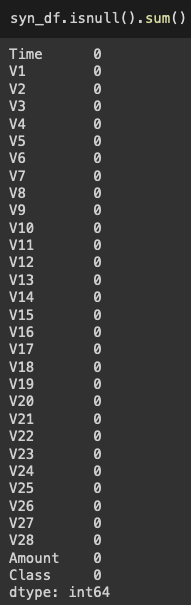 syn_df.isnull().sum()
Time 0
V1 0
V2 0
V3 0
V4 0
V5 0
V6 0
V7 0
V8 0
V9 0
V10 0
V11 0
V12 0
V13 0
V14 0
V15 0
V16 0
V17 0
V18 0
V19 0
V20 0
V21 0
V22 0
V23 0
V24 0
V25 0
V26 0
V27 0
V28 0
Amount 0
Class 0
dtype: int64